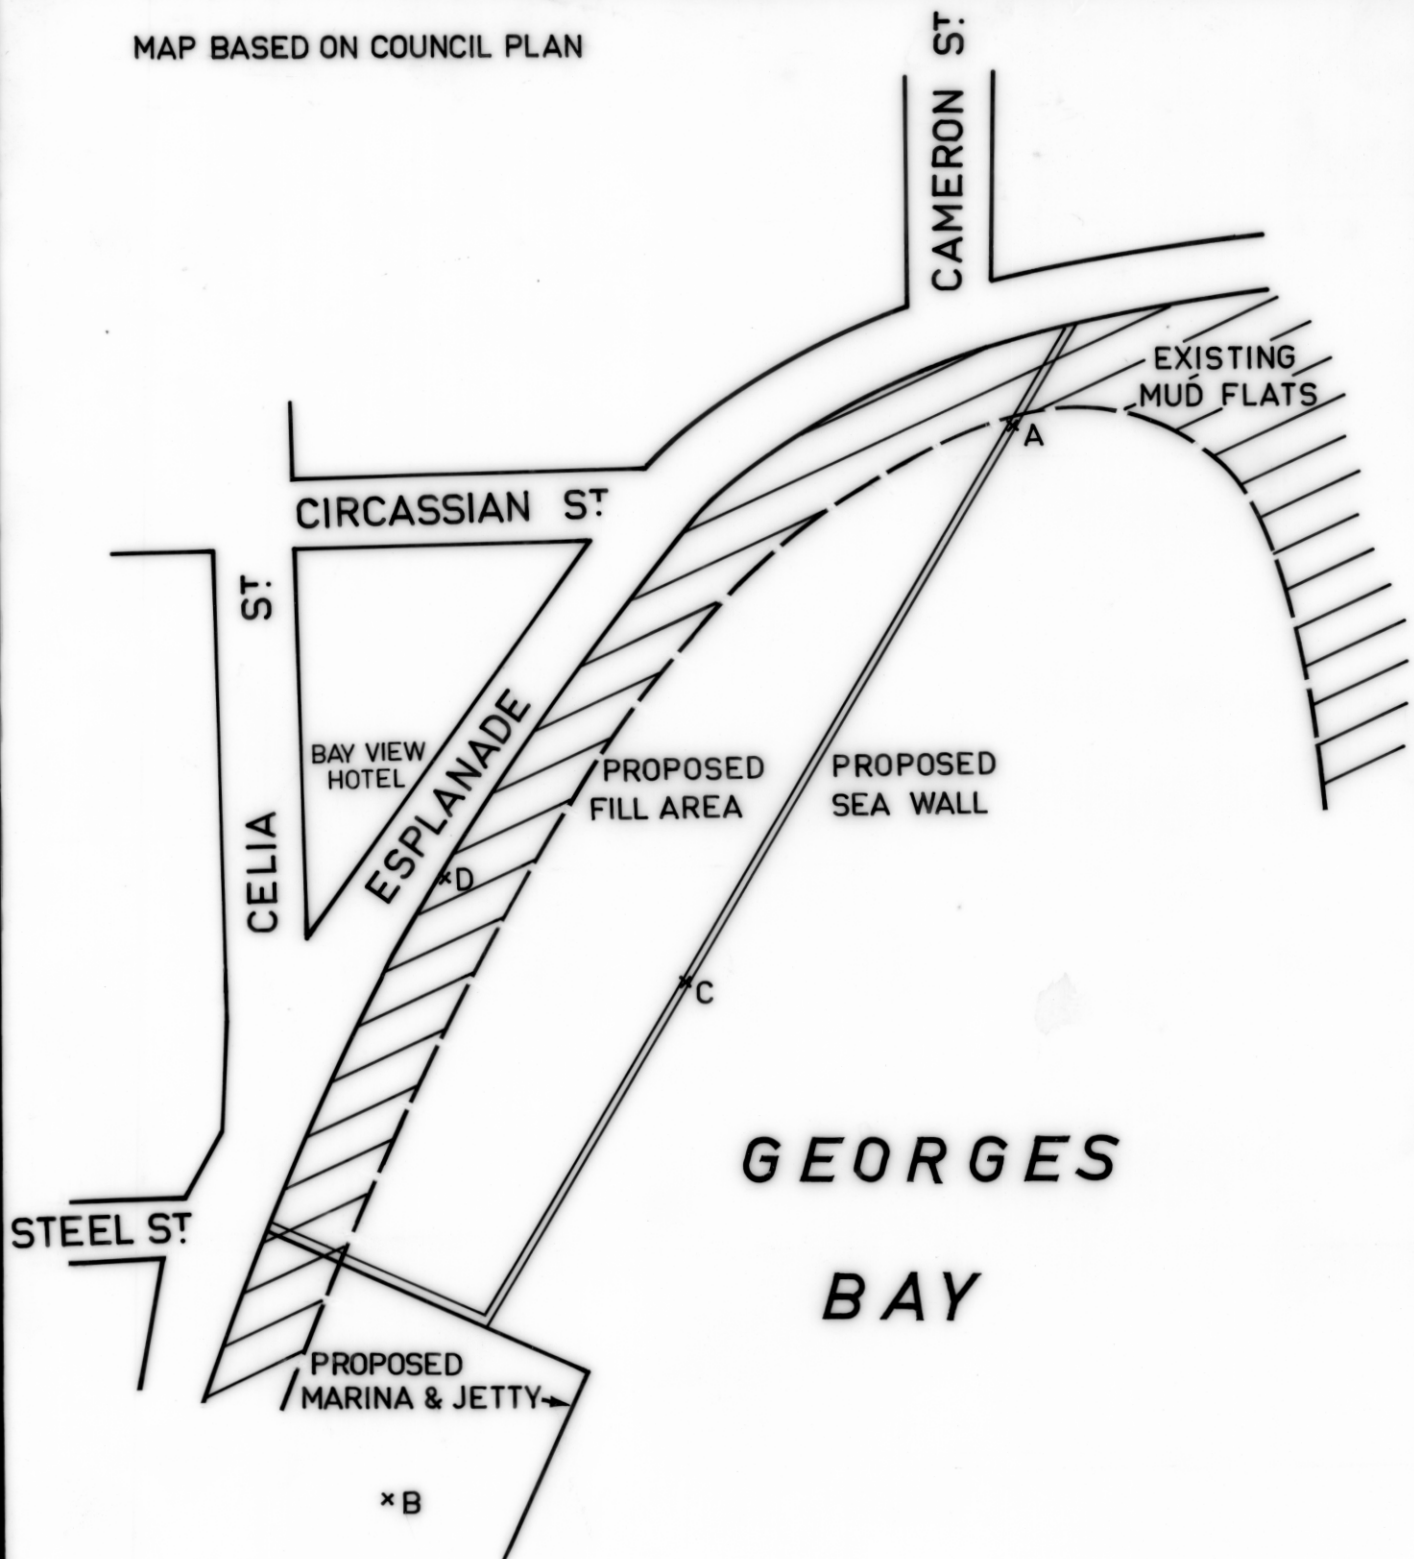 MAP BASED ON COUNCIL PLAN
CAMERON ST.
EXISTING
MUD FLATS
A
CIRCASSIAN ST.
CELIA ST.
BAY VIEW
HOTEL
ESPLANADE
PROPOSED
FILL AREA
PROPOSED
SEA WALL
D
C
GEORGES
BAY
STEEL ST.
PROPOSED
MARINA & JETTY
B